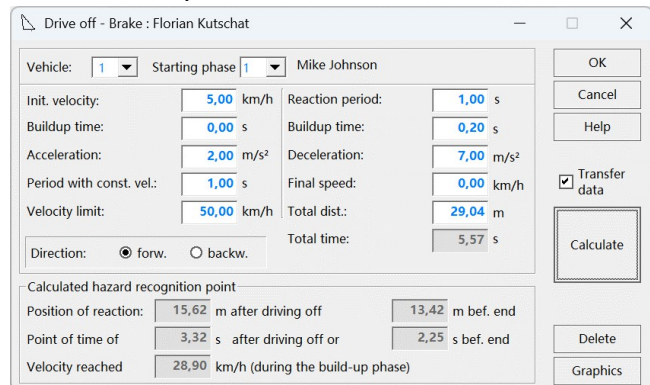 Drive off - Brake : Florian Kutschat
Vehicle: 1 Starting phase 1 Mike Johnson
OK
Init. velocity: 5,00 km/h Reaction period: 1,00 s
Cancel
Buildup time: 0,00 s Buildup time: 0,20 s
Help
Acceleration: 2,00 m/s² Deceleration: 7,00 m/s²
Period with const. vel.: 1,00 s Final speed: 0,00 km/h
Transfer data
Velocity limit: 50,00 km/h Total dist.: 29,04 m
Direction: forw. backw. Total time: 5,57 s
Calculate
Calculated hazard recognition point
Position of reaction: 15,62 m after driving off 13,42 m bef. end
Point of time of 3,32 s after driving off or 2,25 s bef. end
Delete
Velocity reached 28,90 km/h (during the build-up phase)
Graphics